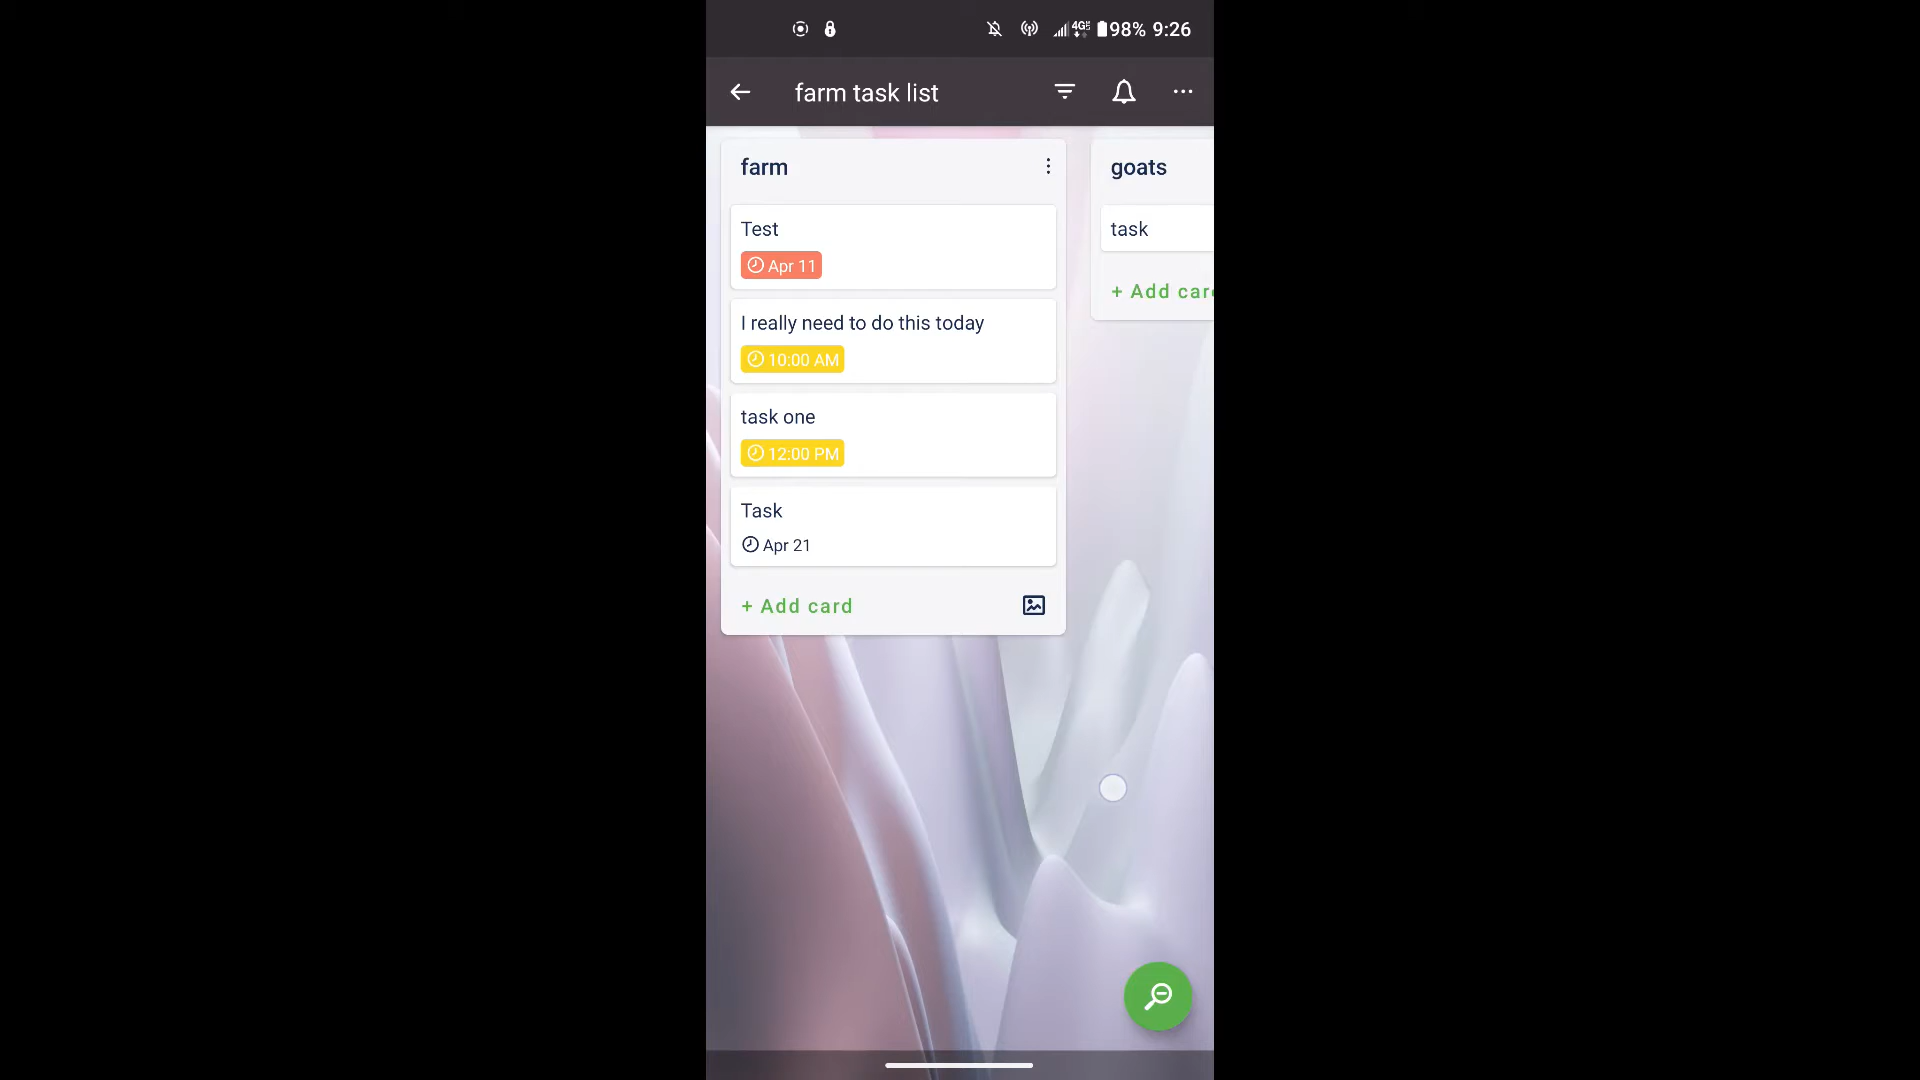 4GE 98% 9:26
farm task list
farm
Test
Apr 11
I really need to do this today
10:00 AM
task one
12:00 PM
Task
Apr 21
+ Add card
goats
task
+ Add car